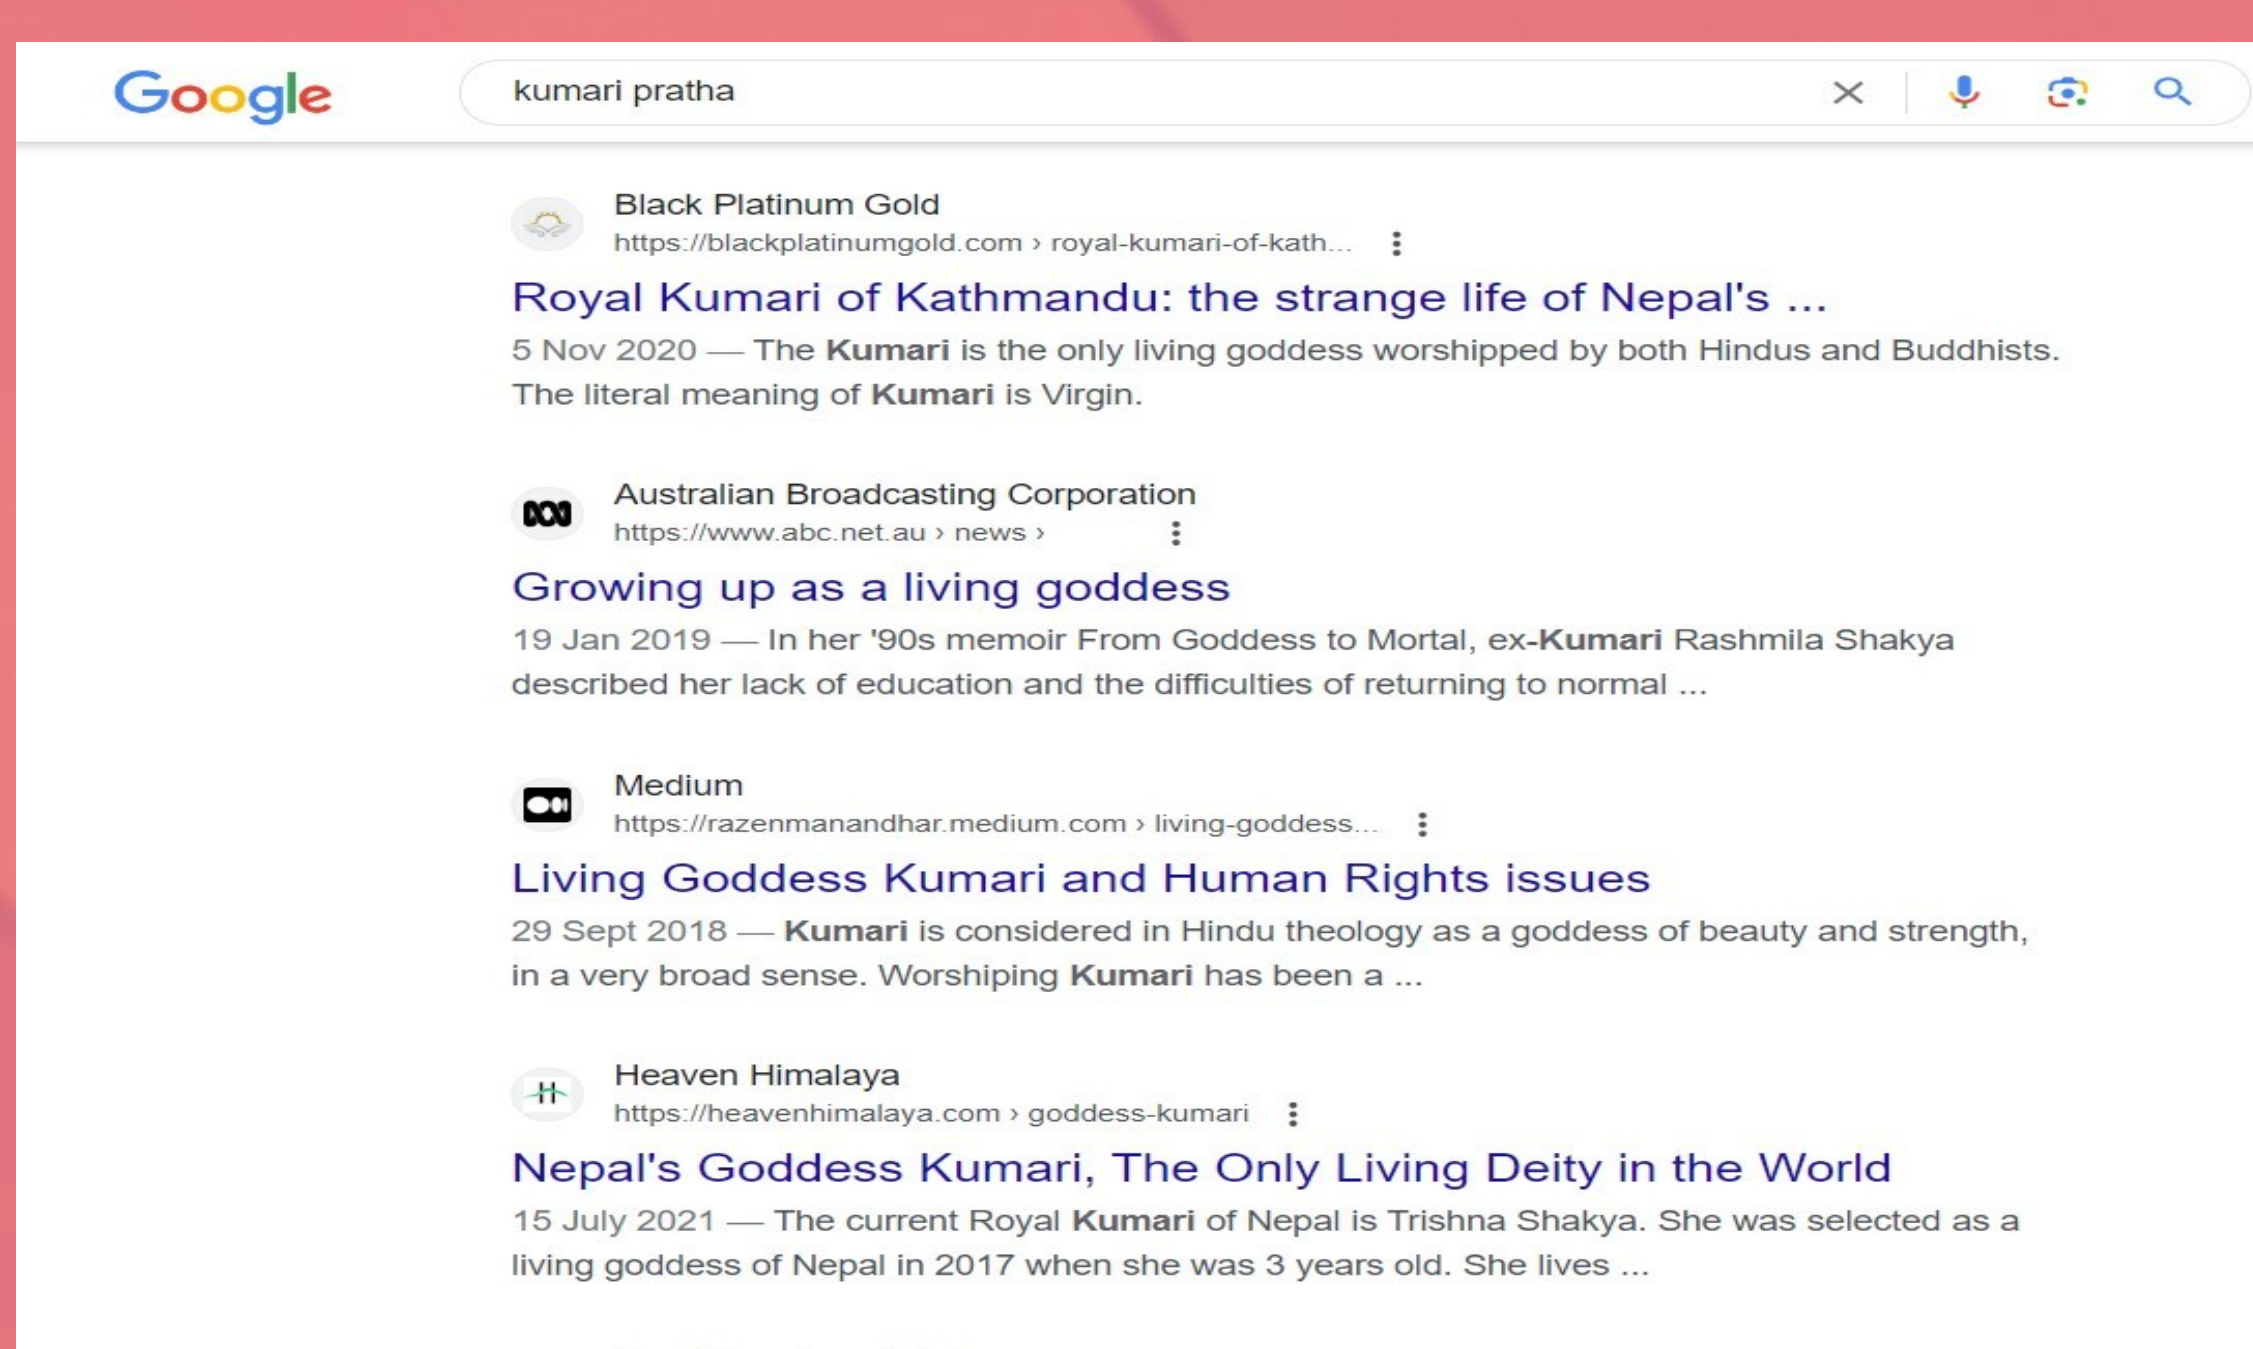 Google
kumari pratha
Black Platinum Gold
https://blackplatinumgold.com › royal-kumari-of-kath...
Royal Kumari of Kathmandu: the strange life of Nepal's ...
5 Nov 2020 — The Kumari is the only living goddess worshipped by both Hindus and Buddhists.
The literal meaning of Kumari is Virgin.
Australian Broadcasting Corporation
https://www.abc.net.au › news ›
Growing up as a living goddess
19 Jan 2019 — In her '90s memoir From Goddess to Mortal, ex-Kumari Rashmila Shakya
described her lack of education and the difficulties of returning to normal ...
Medium
https://razenmanandhar.medium.com › living-goddess...
Living Goddess Kumari and Human Rights issues
29 Sept 2018 — Kumari is considered in Hindu theology as a goddess of beauty and strength,
in a very broad sense. Worshiping Kumari has been a ...
Heaven Himalaya
https://heavenhimalaya.com › goddess-kumari
Nepal's Goddess Kumari, The Only Living Deity in the World
15 July 2021 — The current Royal Kumari of Nepal is Trishna Shakya. She was selected as a
living goddess of Nepal in 2017 when she was 3 years old. She lives ...